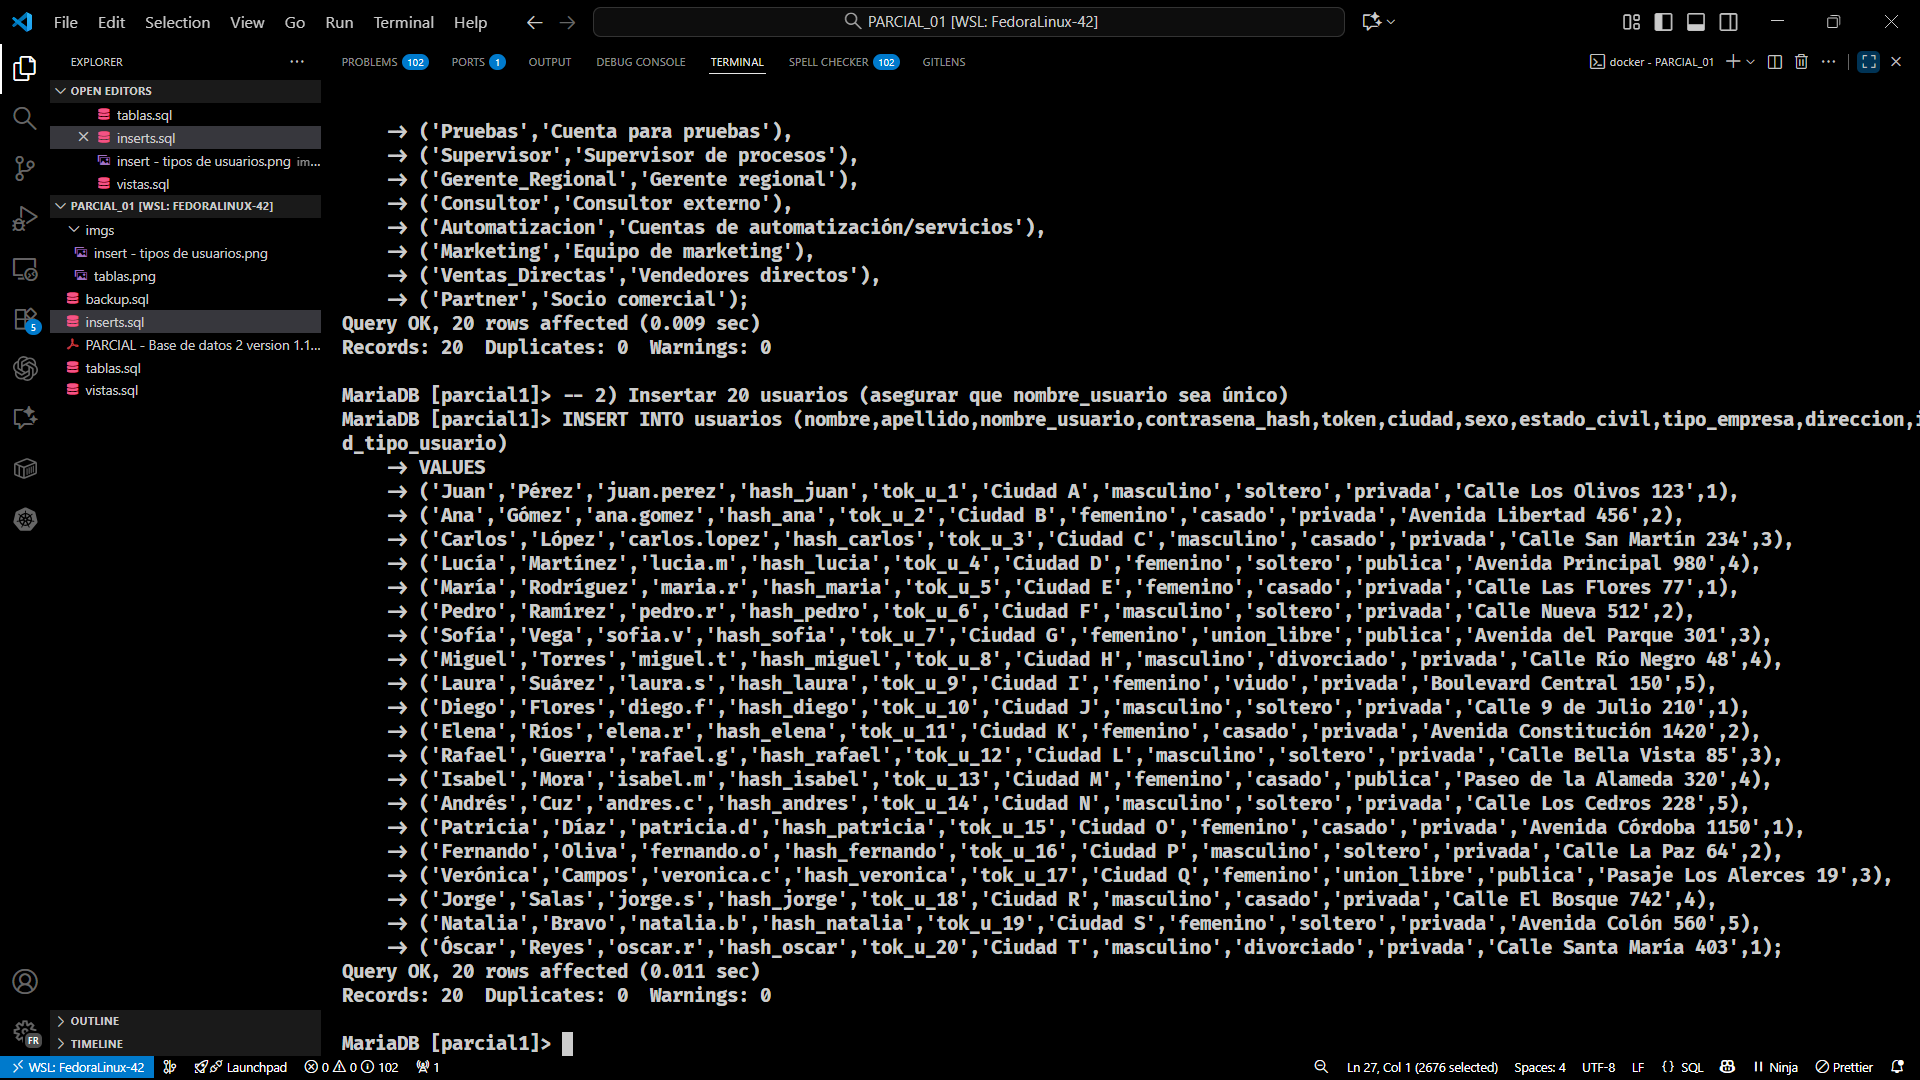 File Edit Selection View Go Run Terminal Help
PARCIAL_01 [WSL: FedoraLinux-42]
EXPLORER
OPEN EDITORS
tablas.sql
inserts.sql
insert - tipos de usuarios.png im...
vistas.sql
PARCIAL_01 [WSL: FEDORALINUX-42]
imgs
insert - tipos de usuarios.png
tablas.png
backup.sql
inserts.sql
PARCIAL - Base de datos 2 version 1.1...
tablas.sql
vistas.sql
5
FR
OUTLINE
TIMELINE
PROBLEMS 102 PORTS 1 OUTPUT DEBUG CONSOLE TERMINAL SPELL CHECKER 102 GITLENS
docker - PARCIAL_01
-> ('Pruebas','Cuenta para pruebas'),
-> ('Supervisor','Supervisor de procesos'),
-> ('Gerente_Regional','Gerente regional'),
-> ('Consultor','Consultor externo'),
-> ('Automatizacion','Cuentas de automatización/servicios'),
-> ('Marketing','Equipo de marketing'),
-> ('Ventas_Directas','Vendedores directos'),
-> ('Partner','Socio comercial');
Query OK, 20 rows affected (0.009 sec)
Records: 20 Duplicates: 0 Warnings: 0
MariaDB [parcial1]> -- 2) Insertar 20 usuarios (asegurar que nombre_usuario sea único)
MariaDB [parcial1]> INSERT INTO usuarios (nombre,apellido,nombre_usuario,contrasena_hash,token,ciudad,sexo,estado_civil,tipo_empresa,direccion,i
d_tipo_usuario)
-> VALUES
-> ('Juan','Pérez','juan.perez','hash_juan','tok_u_1','Ciudad A','masculino','soltero','privada','Calle Los Olivos 123',1),
-> ('Ana','Gómez','ana.gomez','hash_ana','tok_u_2','Ciudad B','femenino','casado','privada','Avenida Libertad 456',2),
-> ('Carlos','López','carlos.lopez','hash_carlos','tok_u_3','Ciudad C','masculino','casado','privada','Calle San Martín 234',3),
-> ('Lucía','Martínez','lucia.m','hash_lucia','tok_u_4','Ciudad D','femenino','soltero','publica','Avenida Principal 980',4),
-> ('María','Rodríguez','maria.r','hash_maria','tok_u_5','Ciudad E','femenino','casado','privada','Calle Las Flores 77',1),
-> ('Pedro','Ramírez','pedro.r','hash_pedro','tok_u_6','Ciudad F','masculino','soltero','privada','Calle Nueva 512',2),
-> ('Sofía','Vega','sofia.v','hash_sofia','tok_u_7','Ciudad G','femenino','union_libre','publica','Avenida del Parque 301',3),
-> ('Miguel','Torres','miguel.t','hash_miguel','tok_u_8','Ciudad H','masculino','divorciado','privada','Calle Río Negro 48',4),
-> ('Laura','Suárez','laura.s','hash_laura','tok_u_9','Ciudad I','femenino','viudo','privada','Boulevard Central 150',5),
-> ('Diego','Flores','diego.f','hash_diego','tok_u_10','Ciudad J','masculino','soltero','privada','Calle 9 de Julio 210',1),
-> ('Elena','Ríos','elena.r','hash_elena','tok_u_11','Ciudad K','femenino','casado','privada','Avenida Constitución 1420',2),
-> ('Rafael','Guerra','rafael.g','hash_rafael','tok_u_12','Ciudad L','masculino','soltero','privada','Calle Bella Vista 85',3),
-> ('Isabel','Mora','isabel.m','hash_isabel','tok_u_13','Ciudad M','femenino','casado','publica','Paseo de la Alameda 320',4),
-> ('Andrés','Cuz','andres.c','hash_andres','tok_u_14','Ciudad N','masculino','soltero','privada','Calle Los Cedros 228',5),
-> ('Patricia','Díaz','patricia.d','hash_patricia','tok_u_15','Ciudad O','femenino','casado','privada','Avenida Córdoba 1150',1),
-> ('Fernando','Oliva','fernando.o','hash_fernando','tok_u_16','Ciudad P','masculino','soltero','privada','Calle La Paz 64',2),
-> ('Verónica','Campos','veronica.c','hash_veronica','tok_u_17','Ciudad Q','femenino','union_libre','publica','Pasaje Los Alerces 19',3),
-> ('Jorge','Salas','jorge.s','hash_jorge','tok_u_18','Ciudad R','masculino','casado','privada','Calle El Bosque 742',4),
-> ('Natalia','Bravo','natalia.b','hash_natalia','tok_u_19','Ciudad S','femenino','soltero','privada','Avenida Colón 560',5),
-> ('Óscar','Reyes','oscar.r','hash_oscar','tok_u_20','Ciudad T','masculino','divorciado','privada','Calle Santa María 403',1);
Query OK, 20 rows affected (0.011 sec)
Records: 20 Duplicates: 0 Warnings: 0
MariaDB [parcial1]>
WSL: FedoraLinux-42 Launchpad 0 0 102 1 Ln 27, Col 1 (2676 selected) Spaces: 4 UTF-8 LF {} SQL Ninja Prettier